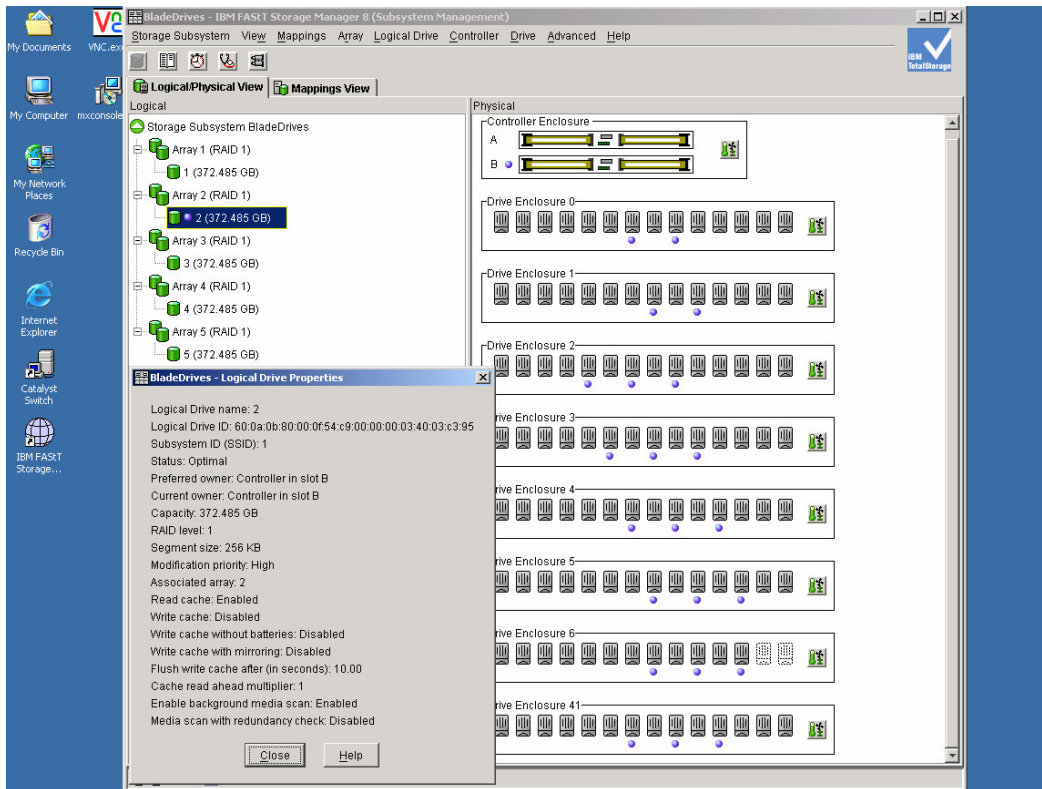 My Documents
VNC.exe
My Computer
mxconsole
My Network
Places
Recycle Bin
Internet
Explorer
Catalyst
Switch
IBM FAStT
Storage...
BladeDrives - IBM FAStT Storage Manager 8 (Subsystem Management)
Storage Subsystem View Mappings Array Logical Drive Controller Drive Advanced Help
IBM
TotalStorage
Logical/Physical View
Mappings View
Logical
Storage Subsystem BladeDrives
Array 1 (RAID 1)
1 (372.485 GB)
Array 2 (RAID 1)
2 (372.485 GB)
Array 3 (RAID 1)
3 (372.485 GB)
Array 4 (RAID 1)
4 (372.485 GB)
Array 5 (RAID 1)
5 (372.485 GB)
Physical
Controller Enclosure
A
B
Drive Enclosure 0
Drive Enclosure 1
Drive Enclosure 2
rive Enclosure 3
rive Enclosure 4
rive Enclosure 5
rive Enclosure 6
rive Enclosure 41
BladeDrives - Logical Drive Properties
Logical Drive name: 2
Logical Drive ID: 60:0a:0b:80:00:0f:54:c9:00:00:00:03:40:03:c3:95
Subsystem ID (SSID): 1
Status: Optimal
Preferred owner: Controller in slot B
Current owner: Controller in slot B
Capacity: 372.485 GB
RAID level: 1
Segment size: 256 KB
Modification priority: High
Associated array: 2
Read cache: Enabled
Write cache: Disabled
Write cache without batteries: Disabled
Write cache with mirroring: Disabled
Flush write cache after (in seconds): 10.00
Cache read ahead multiplier: 1
Enable background media scan: Enabled
Media scan with redundancy check: Disabled
Close
Help